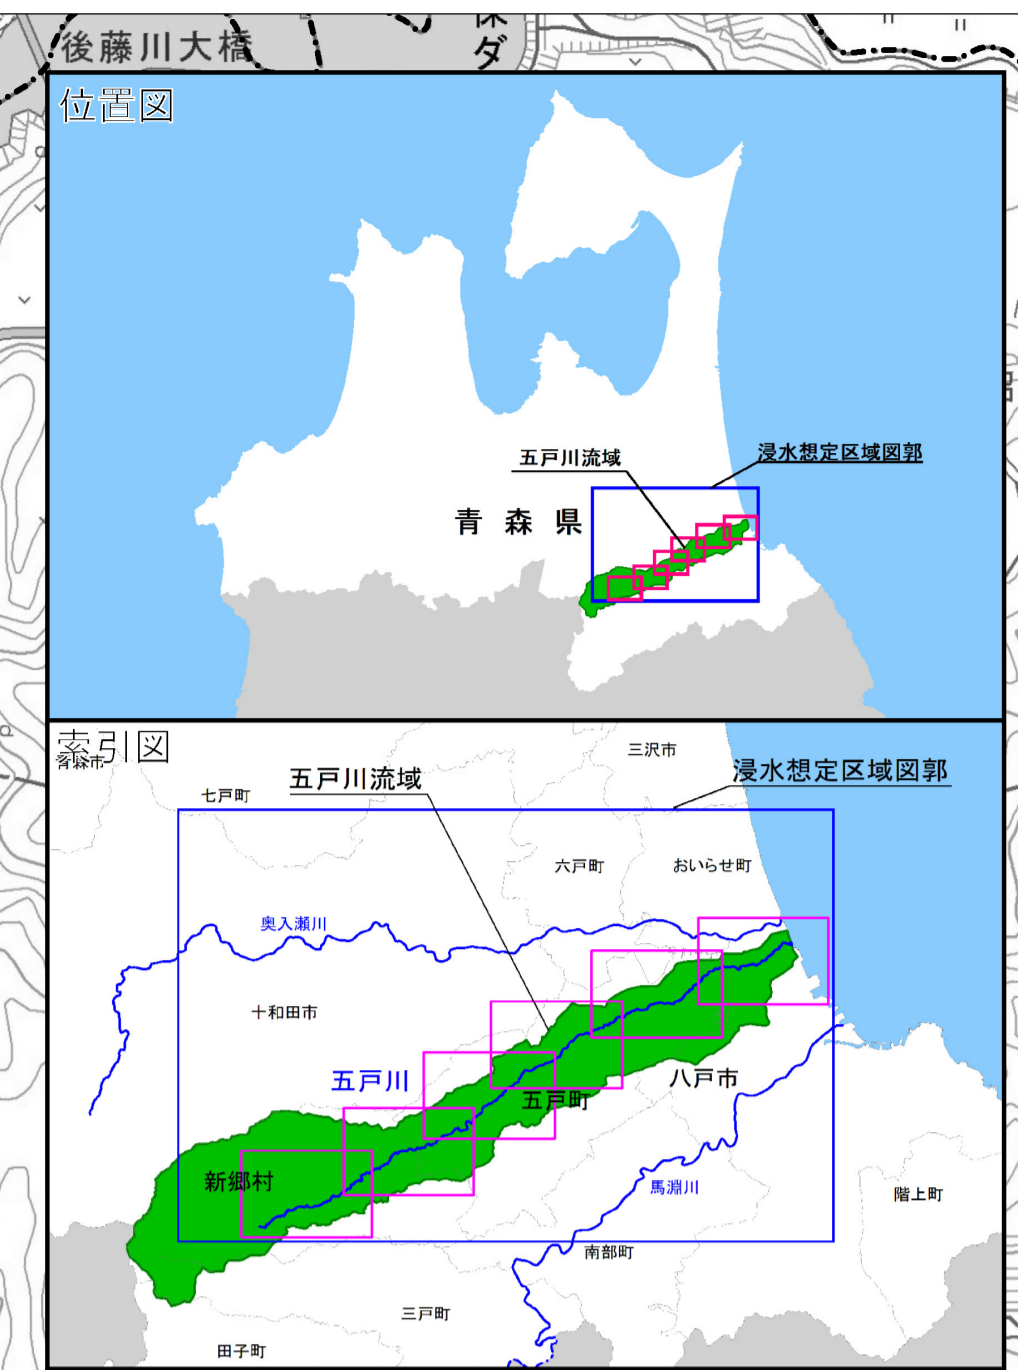 後藤川大橋
ダ
位置図
五戸川流域
浸水想定区域図郭
青森県
索引図
青森市
三沢市
五戸川流域
浸水想定区域図郭
七戸町
六戸町
おいらせ町
奥入瀬川
十和田市
五戸川
八戸市
五戸町
新郷村
馬淵川
階上町
南部町
三戸町
田子町